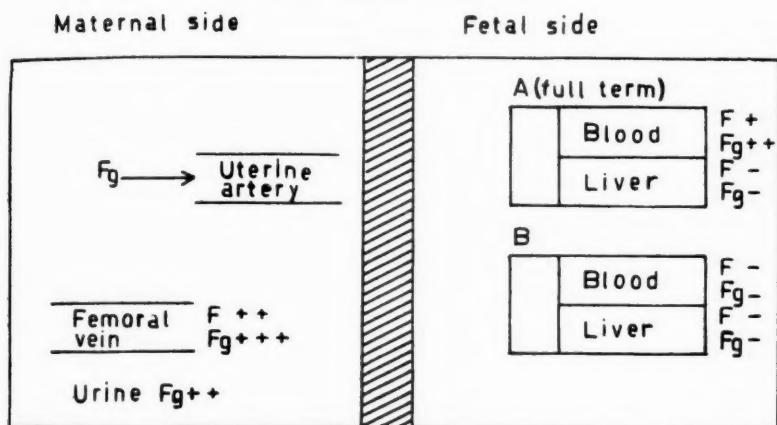 Maternal side
Fetal side
A (full term)
Blood
F +
Fg++
Liver
F -
Fg-
Fg
Uterine
artery
B
Blood
F -
Fg-
Liver
F -
Fg-
Femoral
vein
F ++
Fg+++
Urine Fg++